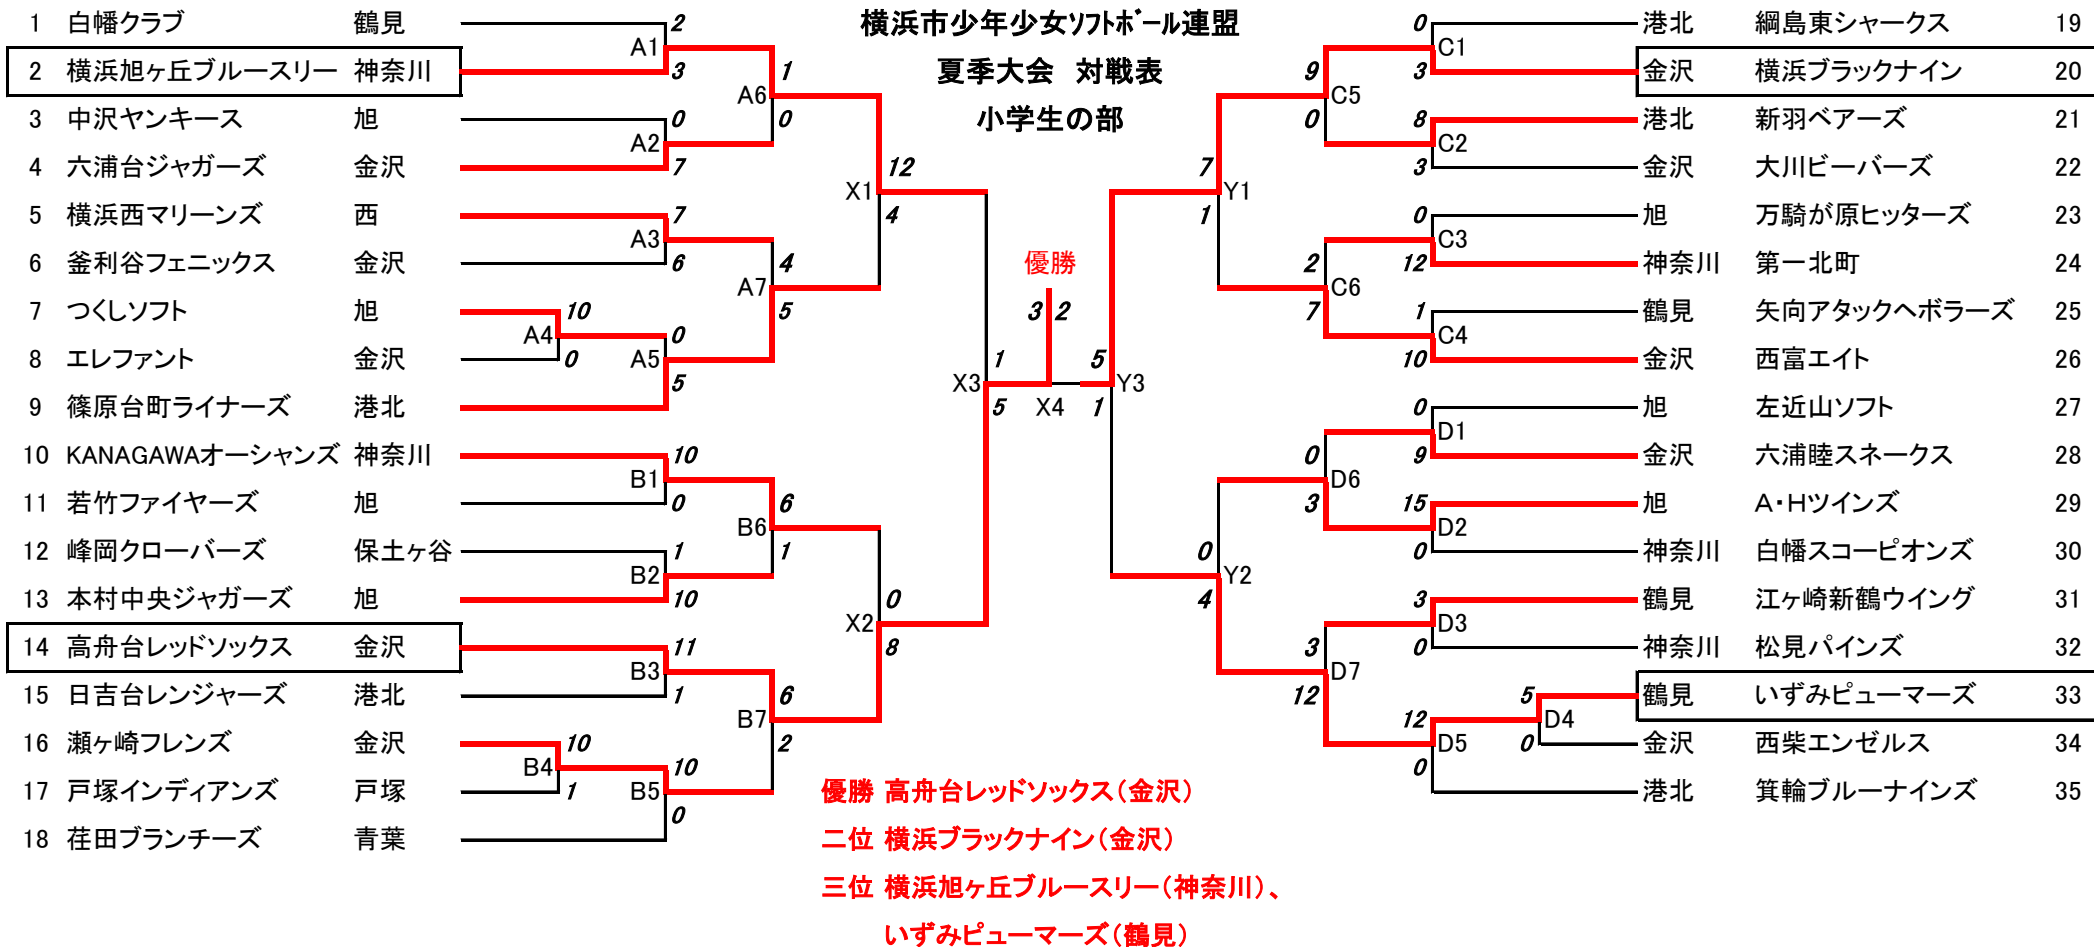 横浜市少年少女ソフトボール連盟
夏季大会 対戦表
小学生の部
1 白幡クラブ 鶴見 2
A1
2 横浜旭ヶ丘ブルースリー 神奈川 3
A6 1 0
3 中沢ヤンキース 旭 0
A2
4 六浦台ジャガーズ 金沢 7
X1 12 4
5 横浜西マリーンズ 西 7
A3
6 釜利谷フェニックス 金沢 6
A7 4 5
7 つくしソフト 旭 10
A4
8 エレファント 金沢 0
A5 0 5
9 篠原台町ライナーズ 港北
X3 1 5
10 KANAGAWAオーシャンズ 神奈川 10
B1
11 若竹ファイヤーズ 旭 0
B6 6 1
12 峰岡クローバーズ 保土ヶ谷 1
B2
13 本村中央ジャガーズ 旭 10
X2 0 8
14 高舟台レッドソックス 金沢 11
B3
15 日吉台レンジャーズ 港北 1
B7 6 2
16 瀬ヶ崎フレンズ 金沢 10
B4
17 戸塚インディアンズ 戸塚 1
B5 10 0
18 荏田ブランチーズ 青葉
優勝
3 2
X4
0 港北 綱島東シャークス 19
C1
3 金沢 横浜ブラックナイン 20
9 0 C5
8 港北 新羽ベアーズ 21
C2
3 金沢 大川ビーバーズ 22
7 1 Y1
0 旭 万騎が原ヒッターズ 23
C3
12 神奈川 第一北町 24
2 7 C6
1 鶴見 矢向アタックヘボラーズ 25
C4
10 金沢 西富エイト 26
5 1 Y3
0 旭 左近山ソフト 27
D1
9 金沢 六浦睦スネークス 28
0 3 D6
15 旭 A・Hツインズ 29
D2
0 神奈川 白幡スコーピオンズ 30
0 4 Y2
3 鶴見 江ヶ崎新鶴ウイング 31
D3
0 神奈川 松見パインズ 32
3 12 D7
5 鶴見 いずみピューマーズ 33
D4
0 金沢 西柴エンゼルス 34
12 0 D5
港北 箕輪ブルーナインズ 35
優勝 高舟台レッドソックス(金沢)
二位 横浜ブラックナイン(金沢)
三位 横浜旭ヶ丘ブルースリー(神奈川)、
いずみピューマーズ(鶴見)